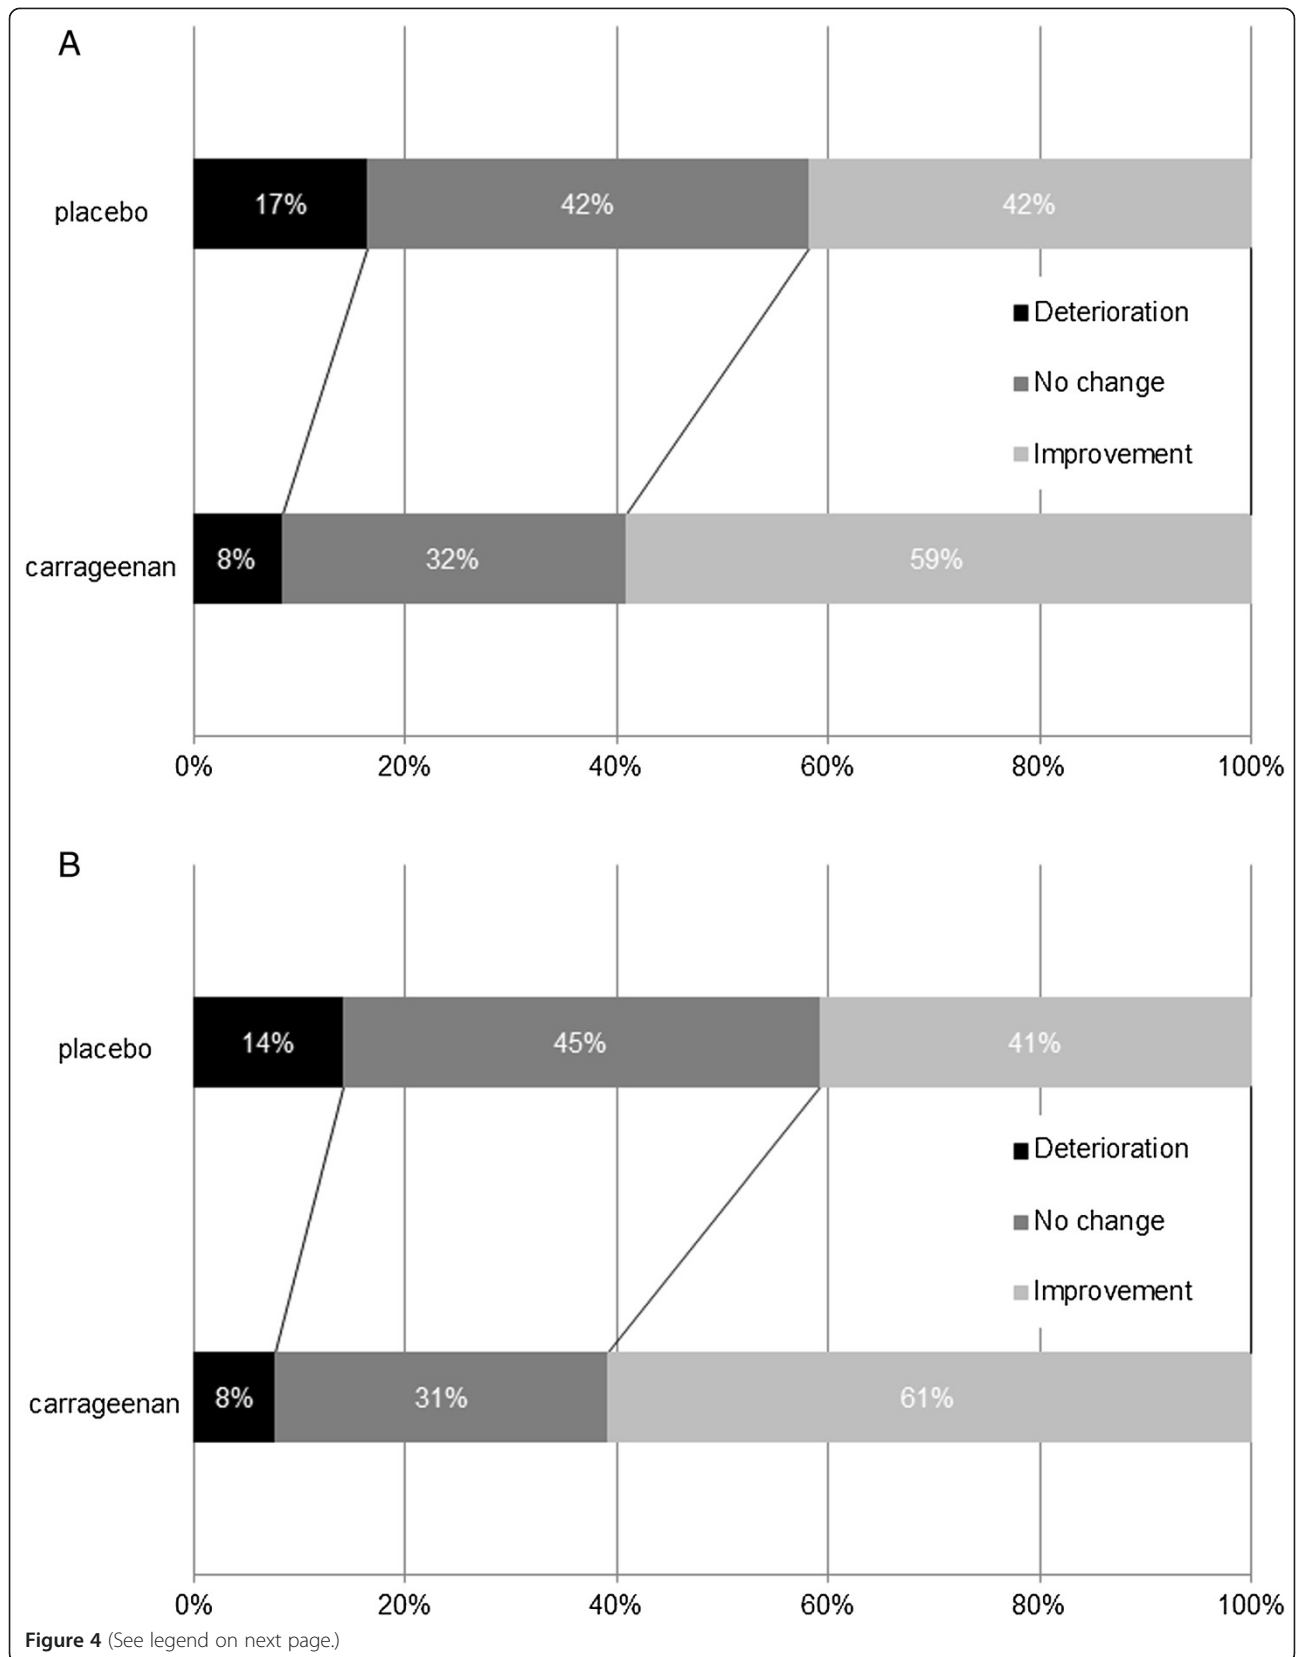 A
placebo 17% 42% 42%
Deterioration
No change
Improvement
carrageenan 8% 32% 59%
0% 20% 40% 60% 80% 100%
B
placebo 14% 45% 41%
Deterioration
No change
Improvement
carrageenan 8% 31% 61%
0% 20% 40% 60% 80% 100%
Figure 4 (See legend on next page.)